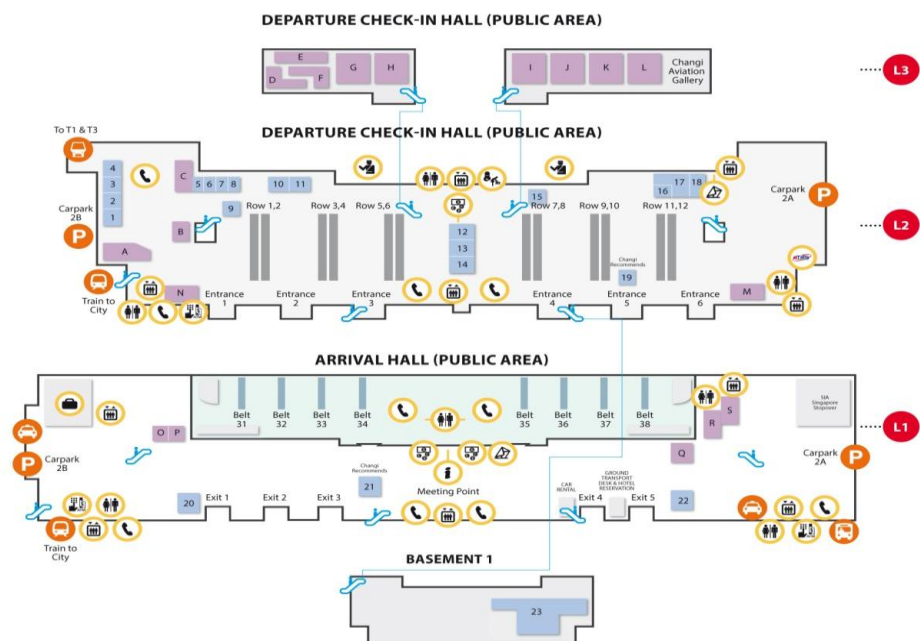 DEPARTURE CHECK-IN HALL (PUBLIC AREA)
E
D
F
G
H
I
J
K
L
Changi
Aviation
Gallery
L3
DEPARTURE CHECK-IN HALL (PUBLIC AREA)
To T1 & T3
4
3
2
1
C
5 6 7 8
9
10 11
B
A
N
Carpark
2B
P
Train to
City
Row 1,2
Row 3,4
Row 5,6
12
13
14
15
Row 7,8
Row 9,10
Row 11,12
16
17
18
Changi
Recommends
19
M
Carpark
2A
P
L2
Entrance
1
Entrance
2
Entrance
3
Entrance
4
Entrance
5
Entrance
6
ARRIVAL HALL (PUBLIC AREA)
Belt
31
Belt
32
Belt
33
Belt
34
Belt
35
Belt
36
Belt
37
Belt
38
S
R
Q
SIA
Singapore
Stopover
L1
O P
P
Carpark
2B
Changi
Recommends
21
i
Meeting Point
CAR
RENTAL
GROUND
TRANSPORT
DESK & HOTEL
RESERVATION
Carpark
2A
P
20
Exit 1
Exit 2
Exit 3
Exit 4
Exit 5
22
Train to
City
BASEMENT 1
23